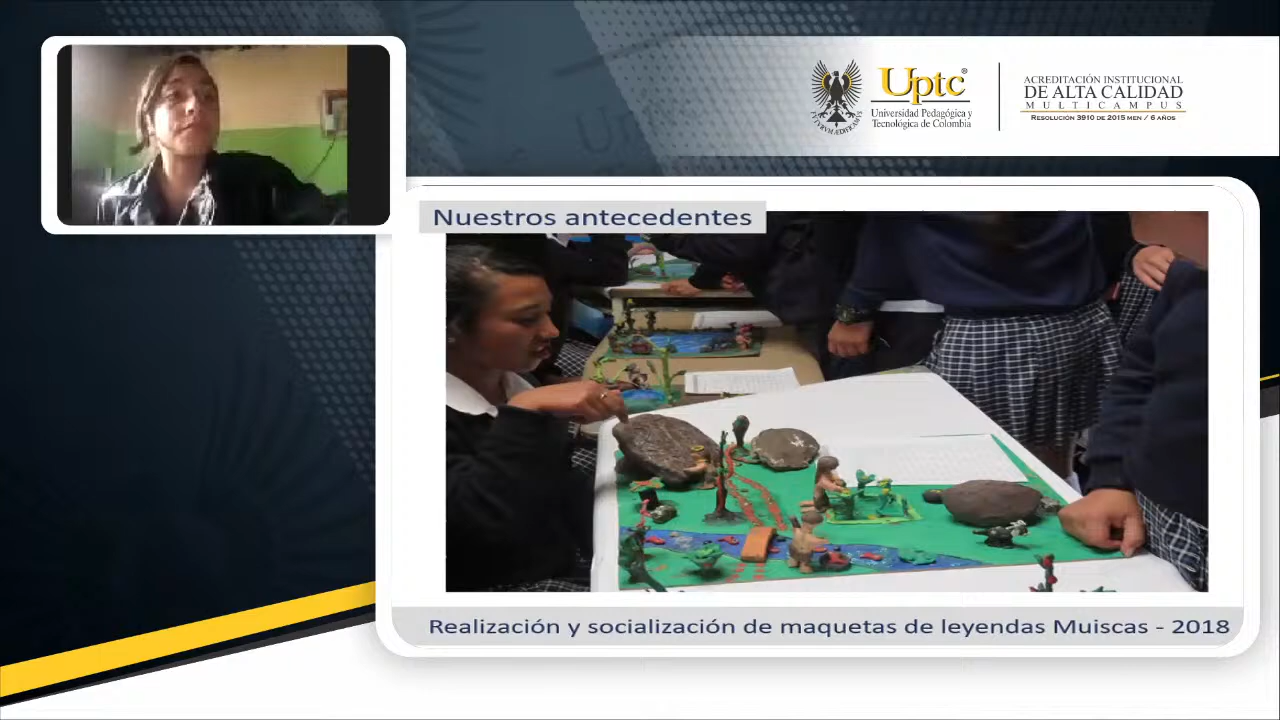 Uptc®
Universidad Pedagógica y
Tecnológica de Colombia
ACREDITACIÓN INSTITUCIONAL
DE ALTA CALIDAD
MULTICAMPUS
RESOLUCIÓN 3910 DE 2015 MEN / 6 AÑOS
Nuestros antecedentes
Realización y socialización de maquetas de leyendas Muiscas - 2018